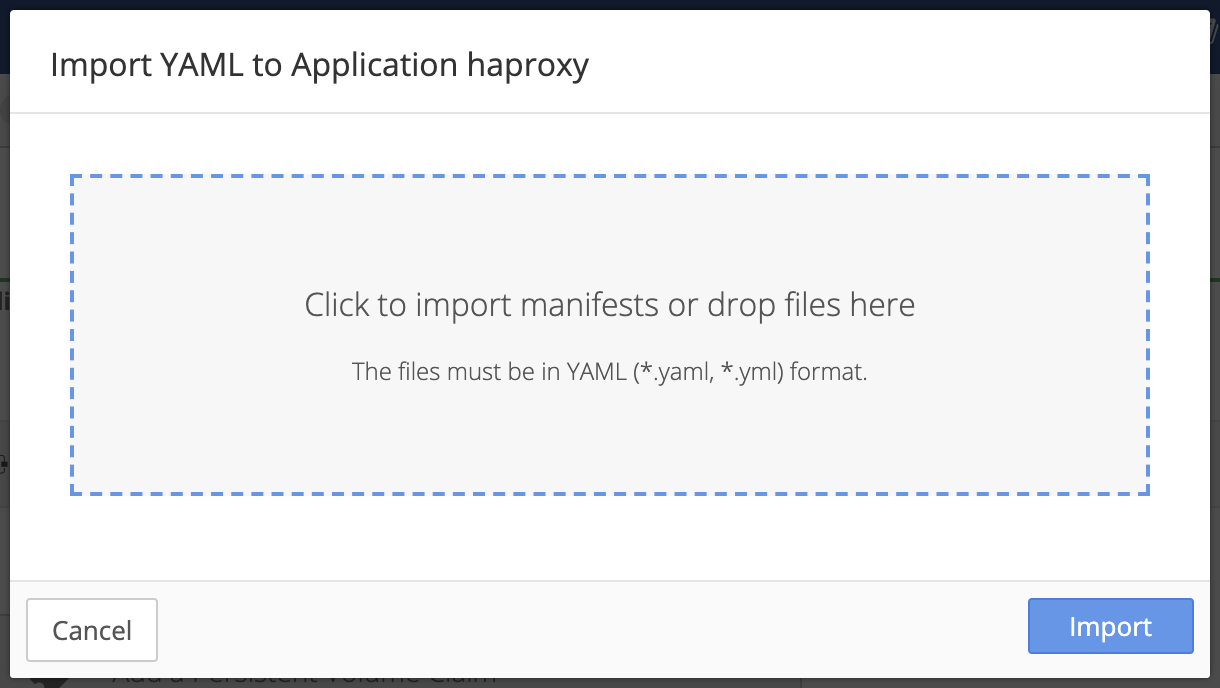 Import YAML to Application haproxy
Click to import manifests or drop files here
The files must be in YAML (*.yaml, *.yml) format.
Cancel
Import
Add a Persistent Volume Claim